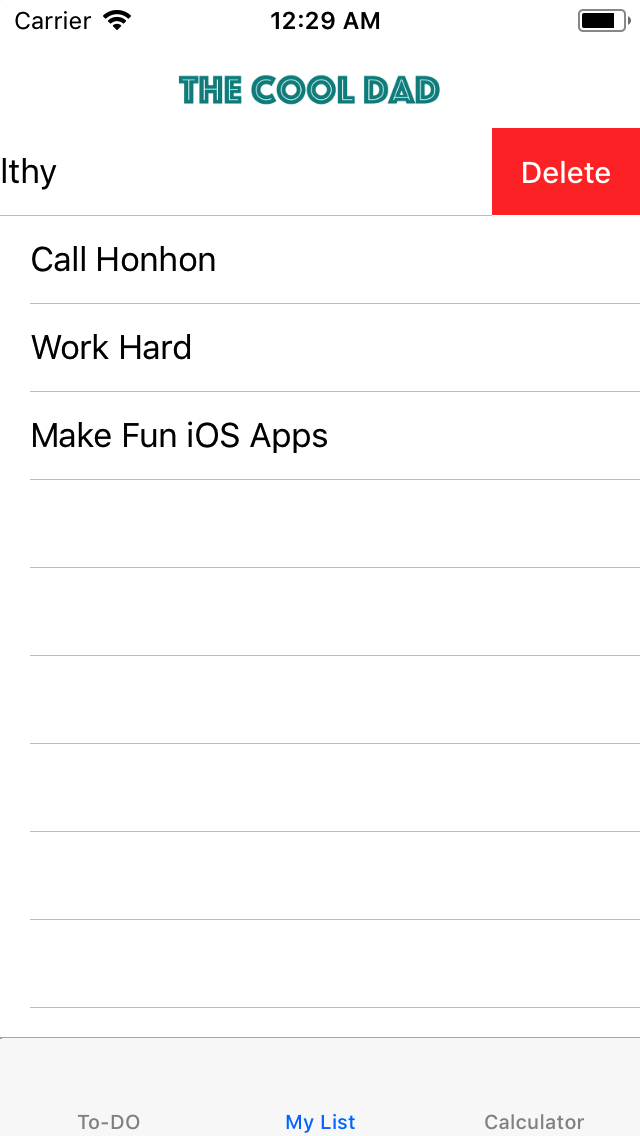 Carrier 12:29 AM
THE COOL DAD
lthy Delete
Call Honhon
Work Hard
Make Fun iOS Apps
To-DO My List Calculator